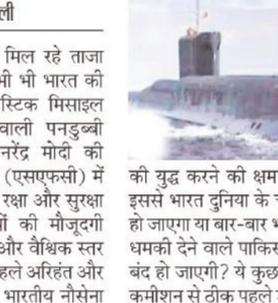 ली
मिल रहे ताजा
भी भी भारत की
स्टिक मिसाइल
वाली पनडुब्बी
नरेंद्र मोदी की
(एसएफसी) में
रक्षा और सुरक्षा
ओं की मौजूदगी
और वैश्विक स्तर
हले अरिहंत और
भारतीय नौसेना
की युद्ध करने की क्षम
इससे भारत दुनिया के
हो जाएगा या बार-बार भ
धमकी देने वाले पाकिस
बंद हो जाएगी? ये कुछ
कमीशन से ठीक पहले